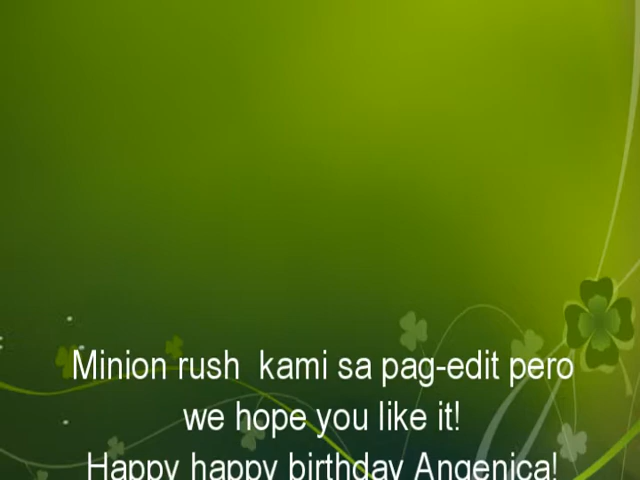 Minion rush  kami sa pag-edit pero
we hope you like it!
Happy happy birthday Angenica!